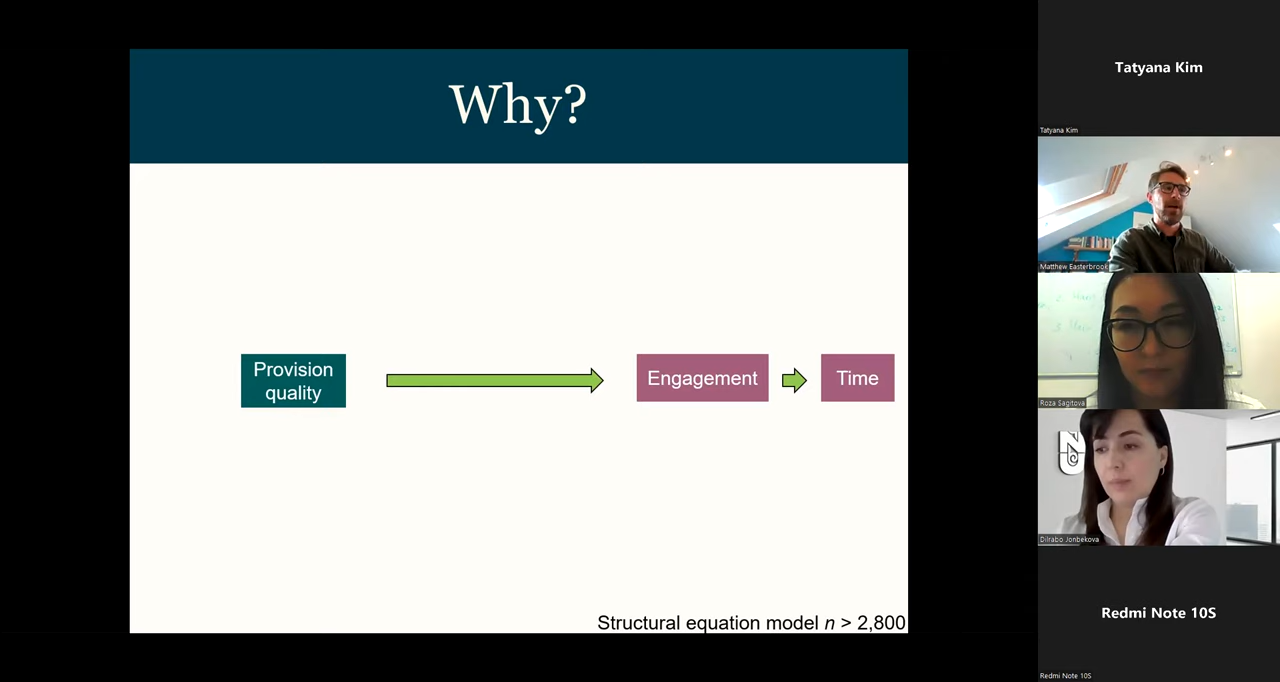 Why?
Provision
quality
Engagement
Time
Structural equation model n > 2,800
Tatyana Kim
Tatyana Kim
Matthew Easterbrook
Roza Sagitova
Dilrabo Jonbekova
Redmi Note 10S
Redmi Note 10S